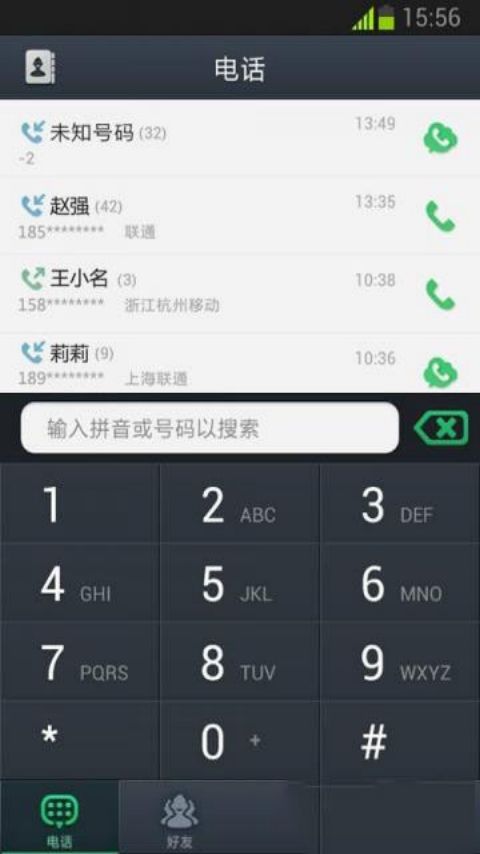 15:56
电话
未知号码 (32) 13:49
-2
赵强 (42) 13:35
185******** 联通
王小名 (3) 10:38
158******** 浙江杭州移动
莉莉 (9) 10:36
189******** 上海联通
输入拼音或号码以搜索
1 2 ABC 3 DEF
4 GHI 5 JKL 6 MNO
7 PQRS 8 TUV 9 WXYZ
* 0 + #
电话 好友